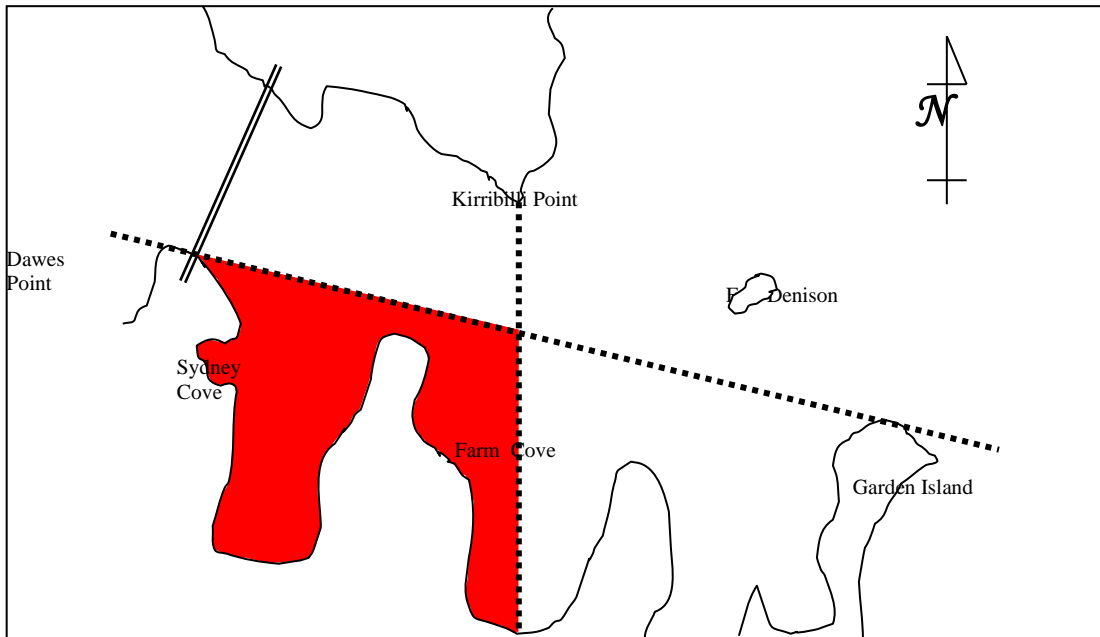 N
Kirribilli Point
Dawes
Point
Denison
Sydney
Cove
Farm Cove
Garden Island